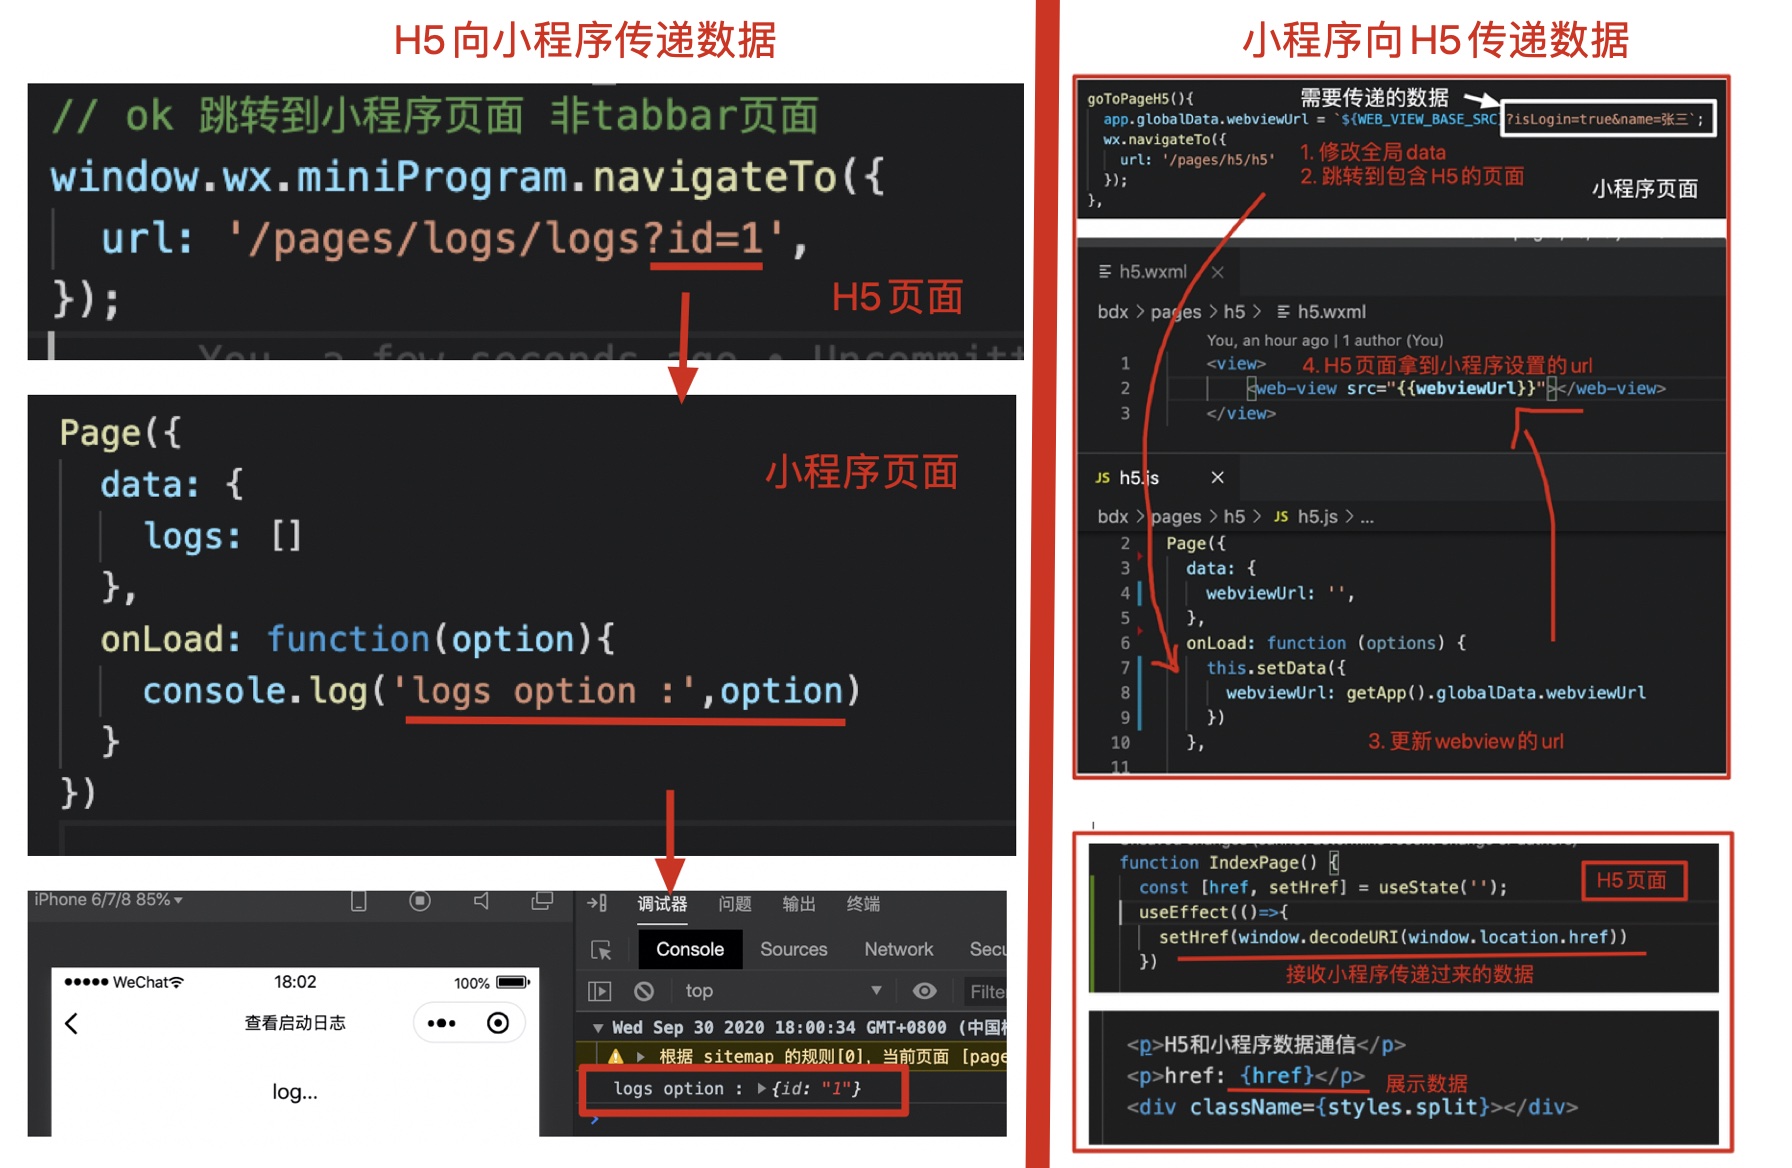 H5向小程序传递数据
// ok 跳转到小程序页面 非tabbar页面
window.wx.miniProgram.navigateTo({
url: '/pages/logs/logs?id=1',
});
H5页面
You, a few seconds ago • Uncommitt
Page({
小程序页面
data: {
logs: []
},
onLoad: function(option){
console.log('logs option :',option)
}
})
iPhone 6/7/8 85%
调试器 问题 输出 终端
Console Sources Network Secu
top
Filte
WeChat 18:02 100%
查看启动日志
log...
Wed Sep 30 2020 18:00:34 GMT+0800 (中国标
根据 sitemap 的规则[0]，当前页面 [page
logs option : {id: "1"}
小程序向H5传递数据
goToPageH5(){
需要传递的数据
app.globalData.webviewUrl = `${WEB_VIEW_BASE_SRC}?isLogin=true&name=张三`;
wx.navigateTo({
url: '/pages/h5/h5'
});
},
1. 修改全局data
2. 跳转到包含H5的页面
小程序页面
h5.wxml
bdx > pages > h5 > h5.wxml
You, an hour ago | 1 author (You)
1 <view>
4. H5页面拿到小程序设置的url
2 <web-view src="{{webviewUrl}}"></web-view>
3 </view>
JS h5.js
bdx > pages > h5 > JS h5.js > ...
2 Page({
3 data: {
4 webviewUrl: '',
5 },
6 onLoad: function (options) {
7 this.setData({
8 webviewUrl: getApp().globalData.webviewUrl
9 })
10 },
3. 更新webview的url
11
function IndexPage() {
H5页面
const [href, setHref] = useState('');
useEffect(()=>{
setHref(window.decodeURI(window.location.href))
})
接收小程序传递过来的数据
<p>H5和小程序数据通信</p>
<p>href: {href}</p>
展示数据
<div className={styles.split}></div>